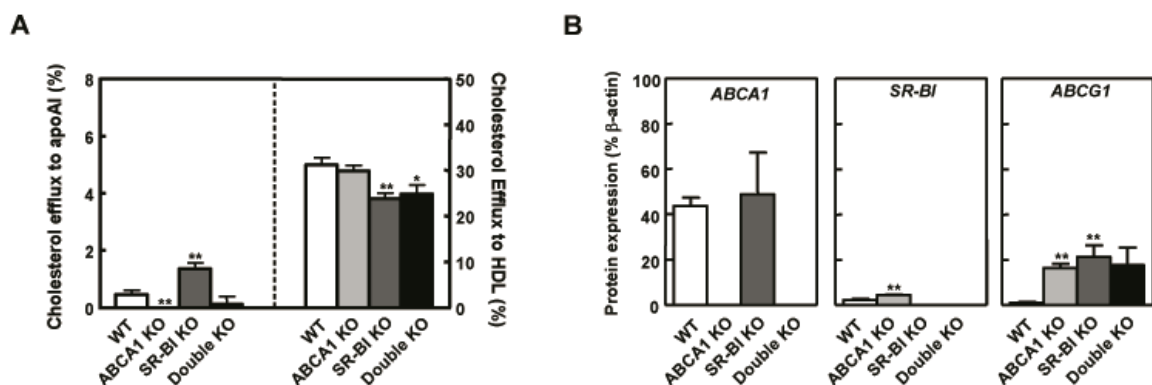 A
Cholesterol efflux to apoAI (%)
8
6
4
2
0
** ** ** *
50
40
30
20
10
0
Cholesterol Efflux to HDL (%)
WT ABCA1 KO SR-BI KO Double KO WT ABCA1 KO SR-BI KO Double KO
B
Protein expression (% β-actin)
100
80
60
40
20
0
ABCA1 SR-BI ABCG1
** ** **
WT ABCA1 KO SR-BI KO Double KO WT ABCA1 KO SR-BI KO Double KO WT ABCA1 KO SR-BI KO Double KO